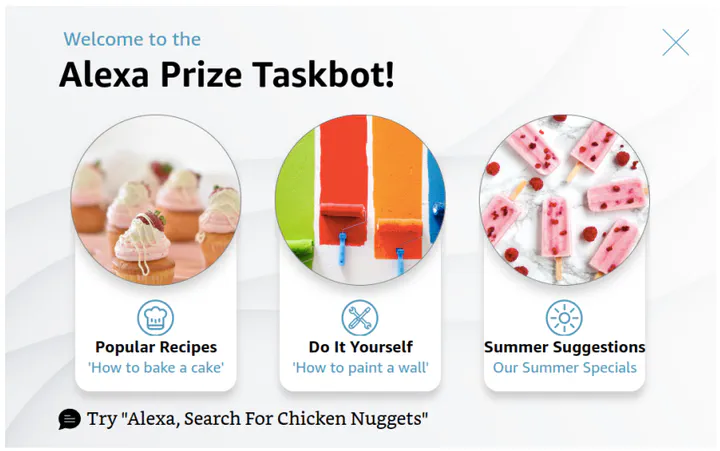 Welcome to the
Alexa Prize Taskbot!
Popular Recipes
'How to bake a cake'
Do It Yourself
'How to paint a wall'
Summer Suggestions
Our Summer Specials
Try "Alexa, Search For Chicken Nuggets"